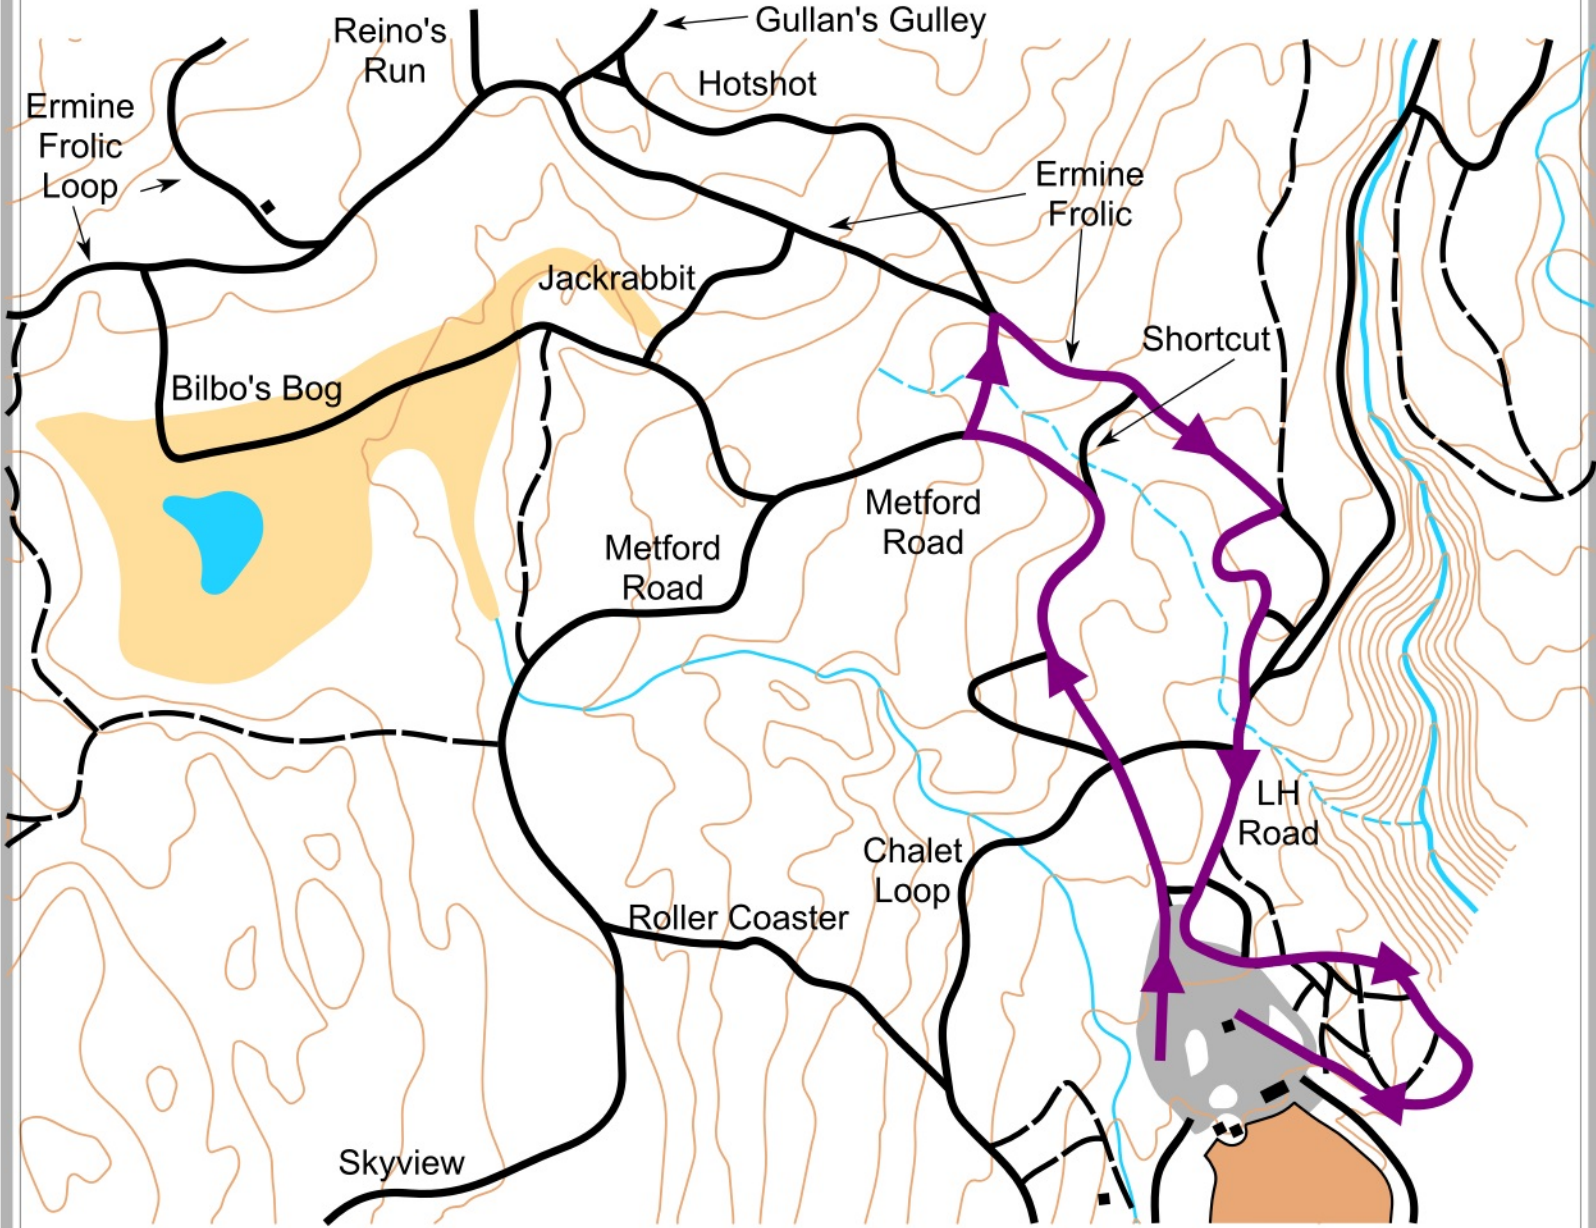 Reino's
Run
Gullan's Gulley
Hotshot
Ermine
Frolic
Loop
Ermine
Frolic
Jackrabbit
Shortcut
Bilbo's Bog
Metford
Road
Metford
Road
LH
Road
Chalet
Loop
Roller Coaster
Skyview